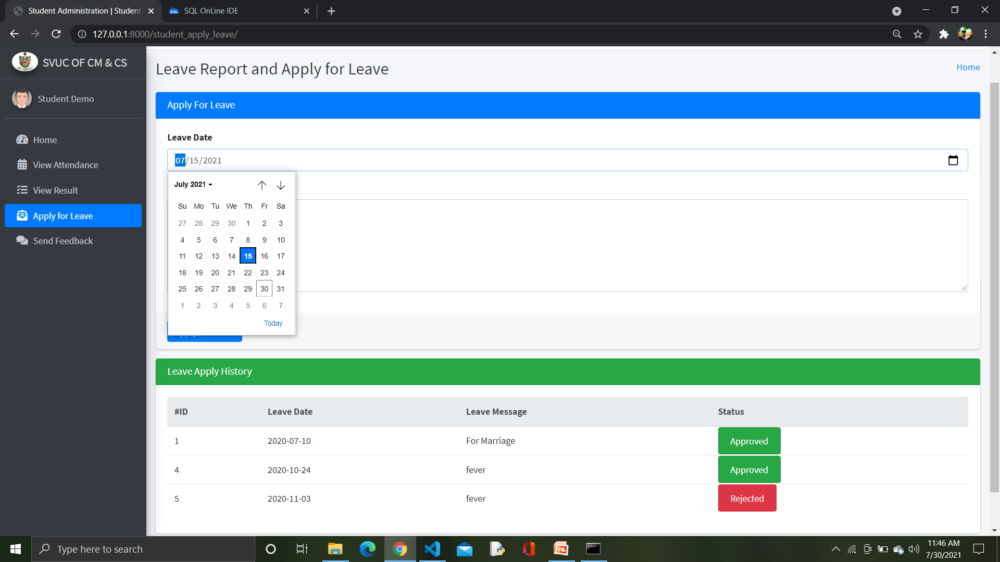 Student Administration | Student
SQL OnLine IDE
127.0.0.1:8000/student_apply_leave/
SVUC OF CM & CS
Student Demo
Home
View Attendance
View Result
Apply for Leave
Send Feedback
Leave Report and Apply for Leave
Home
Apply For Leave
Leave Date
07/15/2021
July 2021
Su Mo Tu We Th Fr Sa
27 28 29 30 1 2 3
4 5 6 7 8 9 10
11 12 13 14 15 16 17
18 19 20 21 22 23 24
25 26 27 28 29 30 31
1 2 3 4 5 6 7
Today
Leave Apply History
#ID Leave Date Leave Message Status
1 2020-07-10 For Marriage Approved
4 2020-10-24 fever Approved
5 2020-11-03 fever Rejected
Type here to search
11:46 AM
7/30/2021